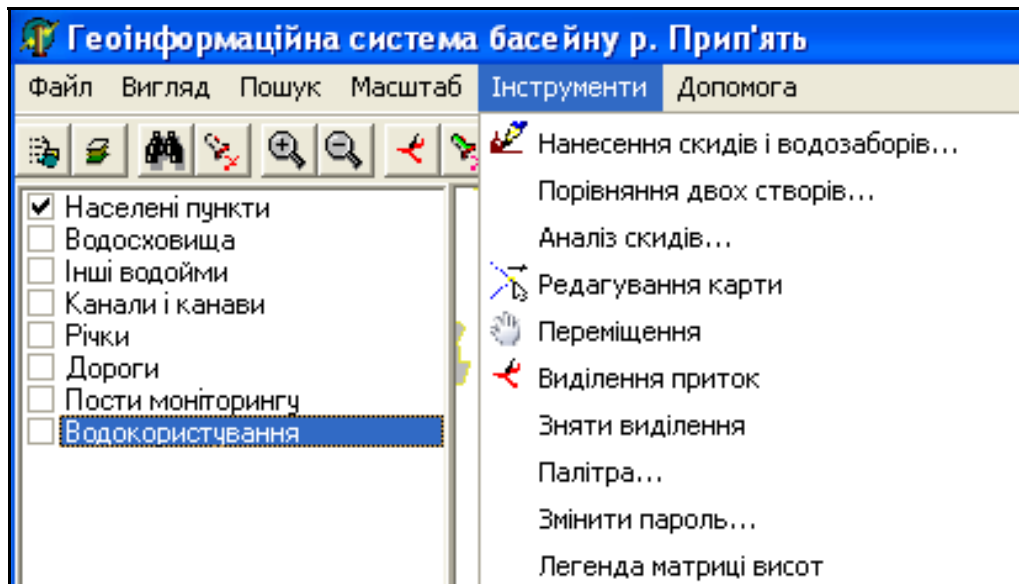 Геоінформаційна система басейну р. Прип'ять
Файл Вигляд Пошук Масштаб Інструменти Допомога
Населені пункти
Водосховища
Інші водойми
Канали і канави
Річки
Дороги
Пости моніторингу
Водокористування
Нанесення скидів і водозаборів...
Порівняння двох створів...
Аналіз скидів...
Редагування карти
Переміщення
Виділення приток
Зняти виділення
Палітра...
Змінити пароль...
Легенда матриці висот